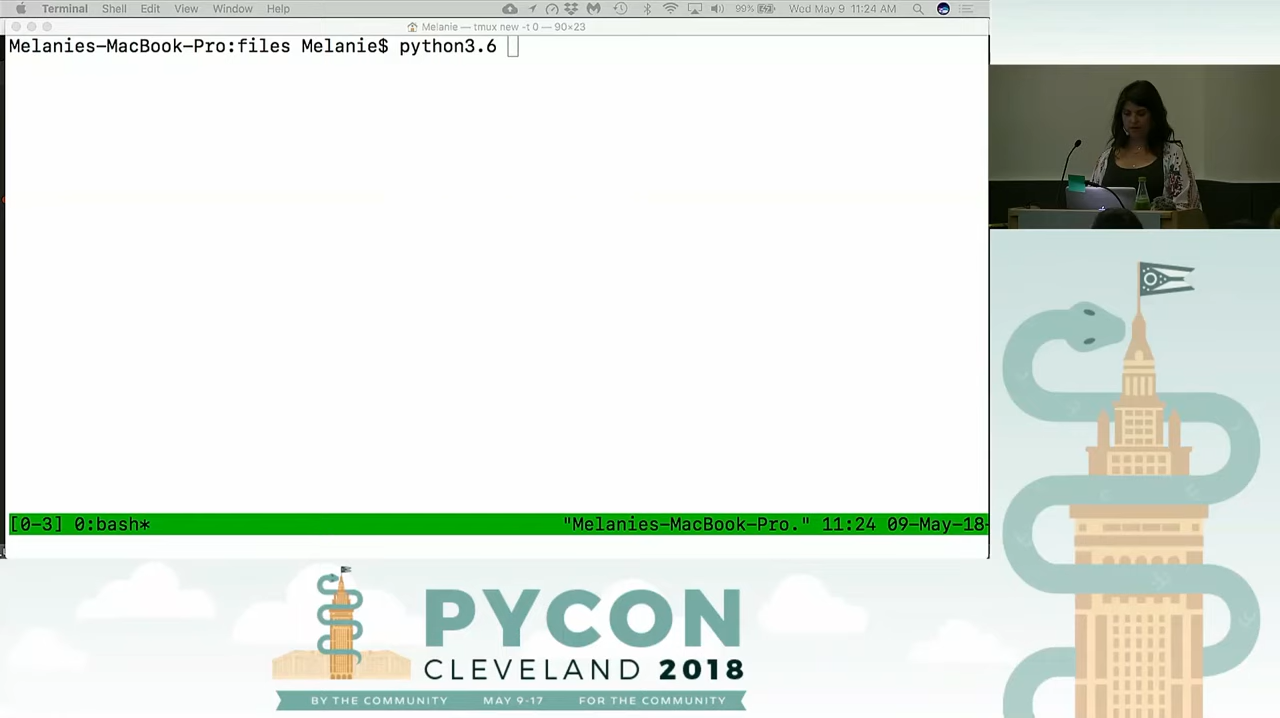 Terminal Shell Edit View Window Help 99% Wed May 9 11:24 AM
Melanie — tmux new -t 0 — 90×23
Melanies-MacBook-Pro:files Melanie$ python3.6
[0-3] 0:bash* "Melanies-MacBook-Pro." 11:24 09-May-18
PYCON
CLEVELAND 2018
BY THE COMMUNITY MAY 9-17 FOR THE COMMUNITY